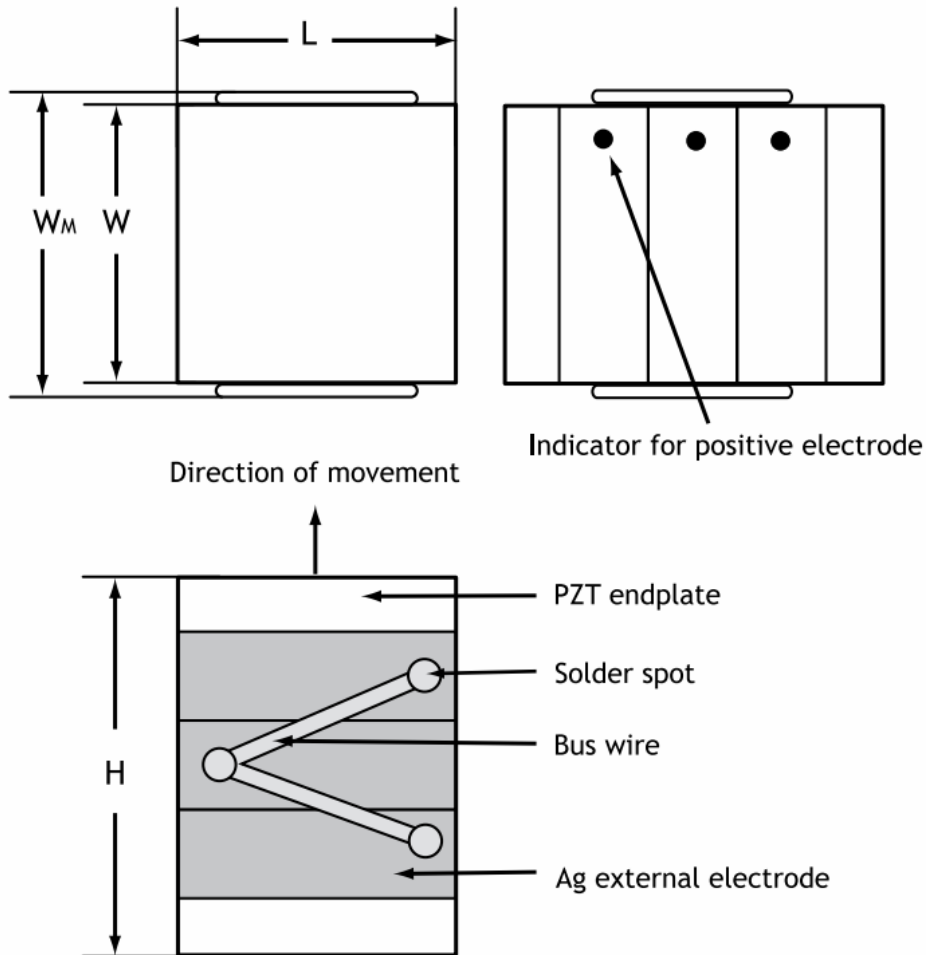 L
WM
W
Indicator for positive electrode
Direction of movement
PZT endplate
Solder spot
Bus wire
H
Ag external electrode